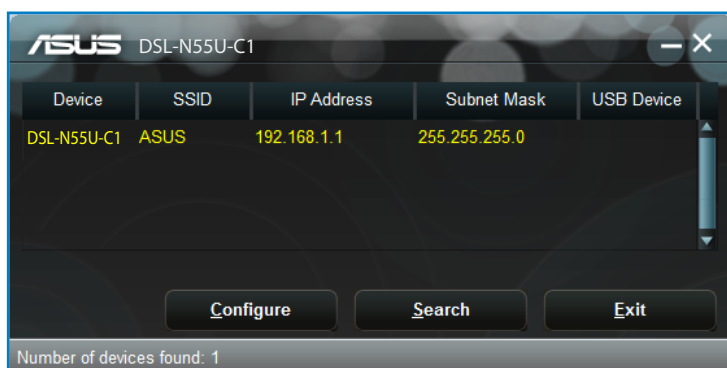 ASUS DSL-N55U-C1
Device SSID IP Address Subnet Mask USB Device
DSL-N55U-C1 ASUS 192.168.1.1 255.255.255.0
Configure Search Exit
Number of devices found: 1